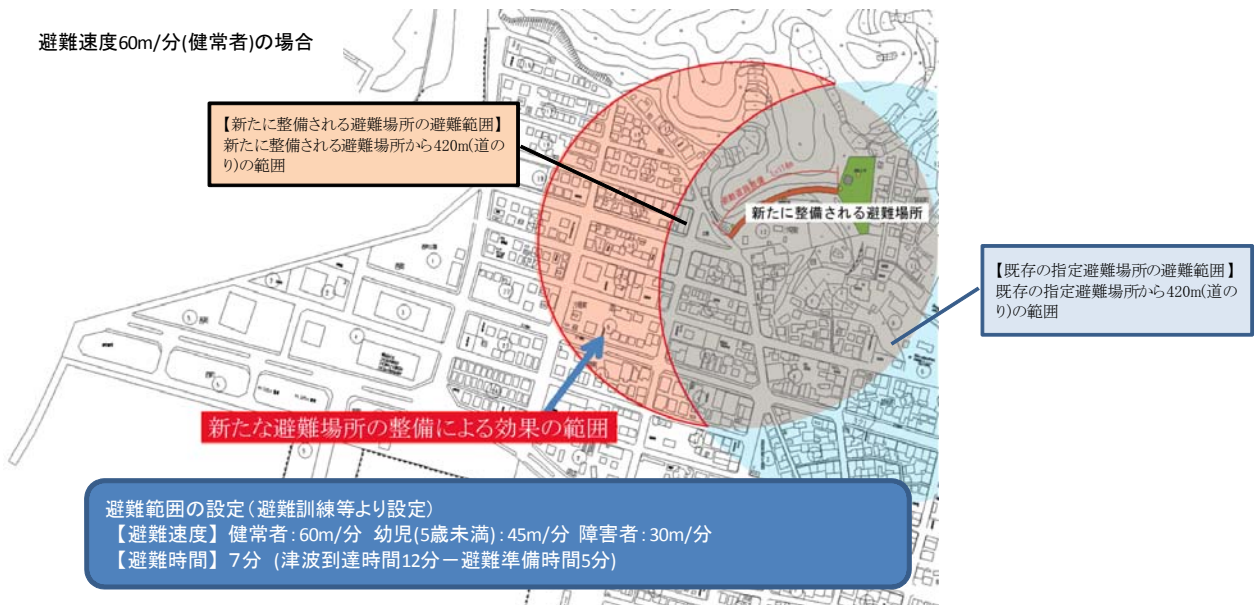 避難速度60m/分(健常者)の場合
【新たに整備される避難場所の避難範囲】
新たに整備される避難場所から420m(道の
り)の範囲
新たに整備される避難場所
【既存の指定避難場所の避難範囲】
既存の指定避難場所から420m(道の
り)の範囲
新たな避難場所の整備による効果の範囲
避難範囲の設定(避難訓練等より設定)
【避難速度】 健常者:60m/分 幼児(5歳未満):45m/分 障害者:30m/分
【避難時間】 7分 (津波到達時間12分－避難準備時間5分)